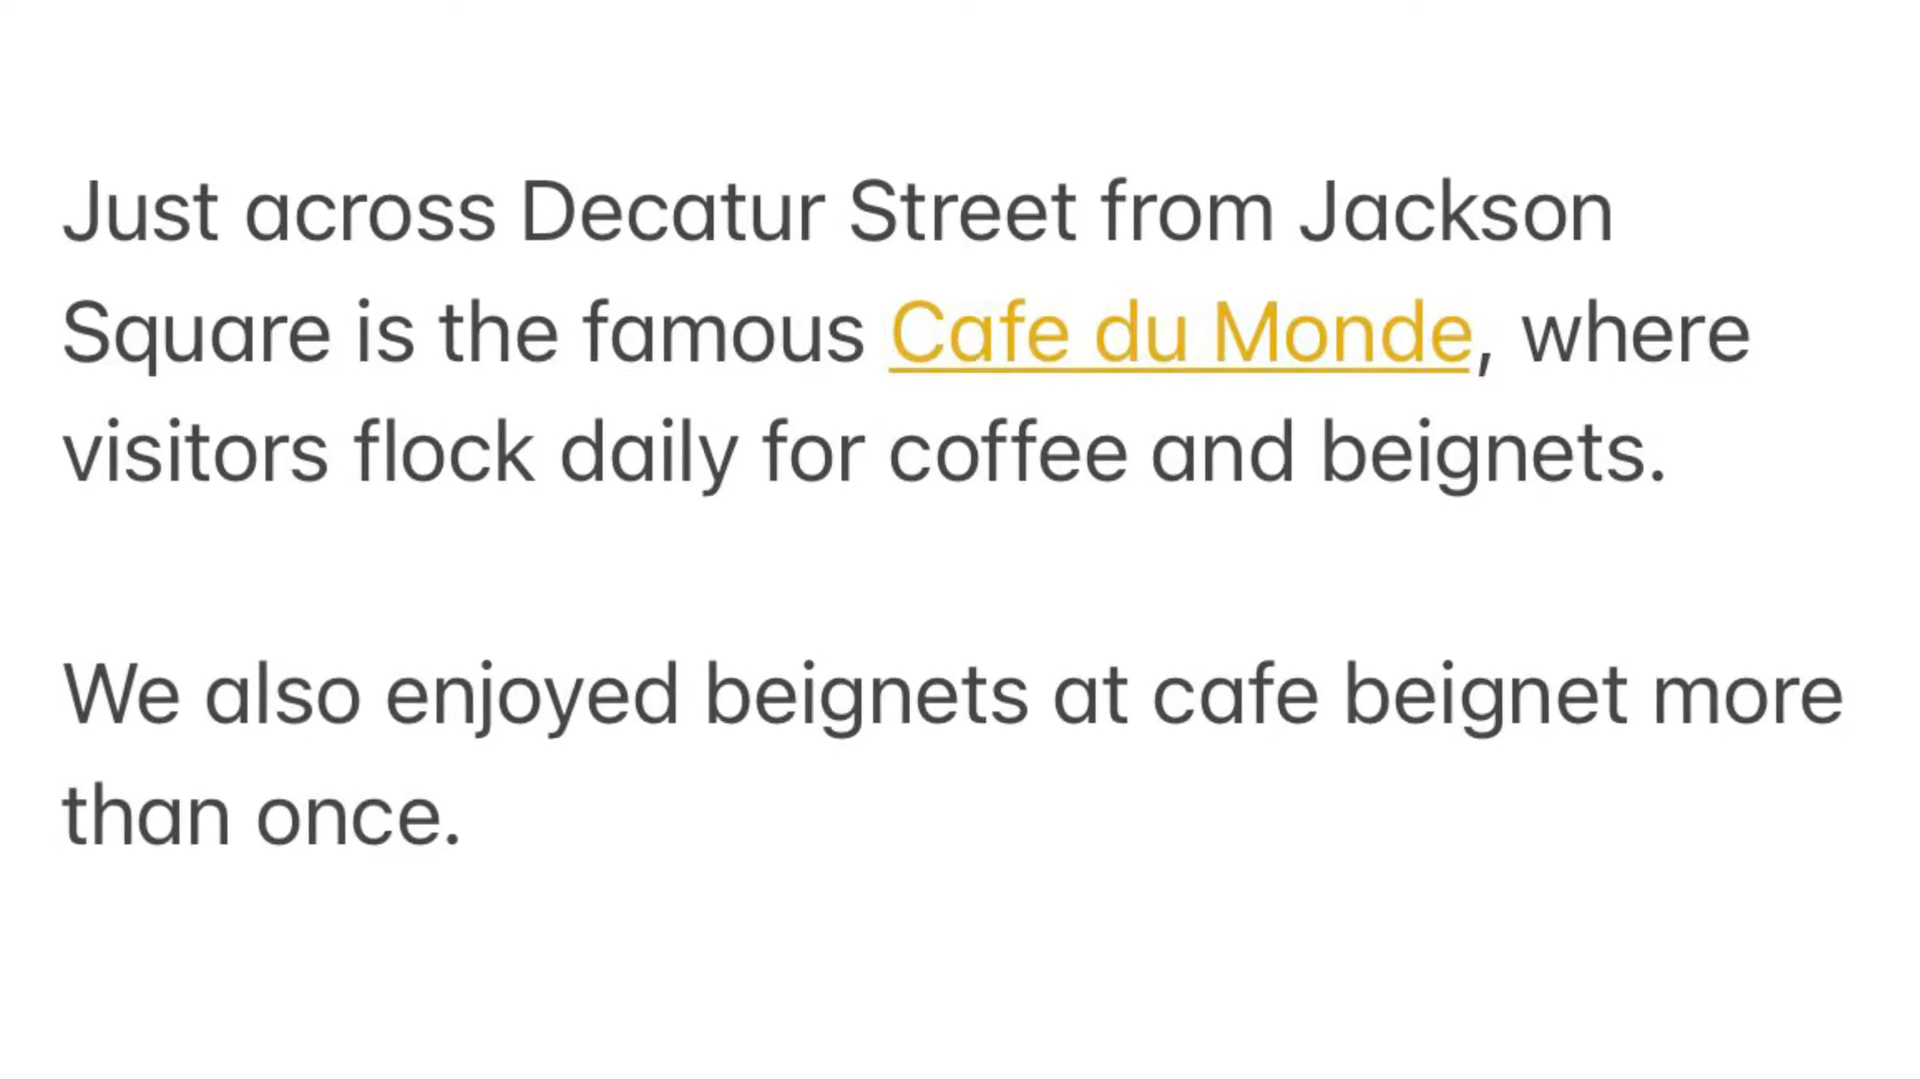 Just across Decatur Street from Jackson
Square is the famous Cafe du Monde, where
visitors flock daily for coffee and beignets.
We also enjoyed beignets at cafe beignet more
than once.